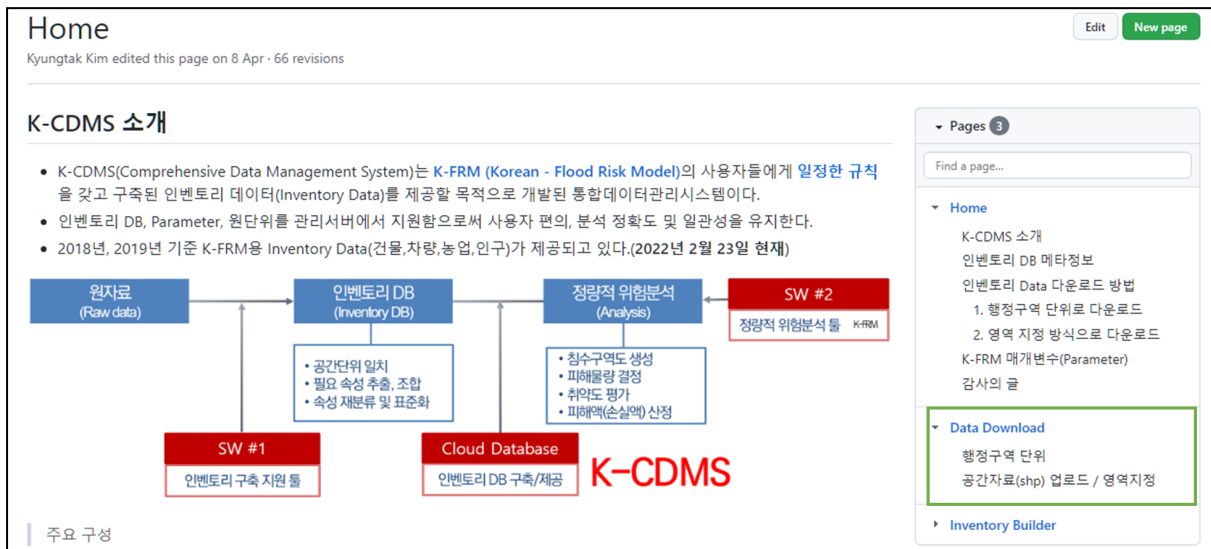 Home
Edit
New page
Kyungtak Kim edited this page on 8 Apr · 66 revisions
K-CDMS 소개
• K-CDMS(Comprehensive Data Management System)는 K-FRM (Korean - Flood Risk Model)의 사용자들에게 일정한 규칙
을 갖고 구축된 인벤토리 데이터(Inventory Data)를 제공할 목적으로 개발된 통합데이터관리시스템이다.
• 인벤토리 DB, Parameter, 원단위를 관리서버에서 지원함으로써 사용자 편의, 분석 정확도 및 일관성을 유지한다.
• 2018년, 2019년 기준 K-FRM용 Inventory Data(건물,차량,농업,인구)가 제공되고 있다.(2022년 2월 23일 현재)
원자료
(Raw data)
인벤토리 DB
(Inventory DB)
정량적 위험분석
(Analysis)
SW #2
정량적 위험분석 툴 K-FRM
• 공간단위 일치
• 필요 속성 추출, 조합
• 속성 재분류 및 표준화
• 침수구역도 생성
• 피해물량 결정
• 취약도 평가
• 피해액(손실액) 산정
SW #1
인벤토리 구축 지원 툴
Cloud Database
인벤토리 DB 구축/제공
K-CDMS
주요 구성
Pages 3
Find a page...
Home
K-CDMS 소개
인벤토리 DB 메타정보
인벤토리 Data 다운로드 방법
1. 행정구역 단위로 다운로드
2. 영역 지정 방식으로 다운로드
K-FRM 매개변수(Parameter)
감사의 글
Data Download
행정구역 단위
공간자료(shp) 업로드 / 영역지정
Inventory Builder